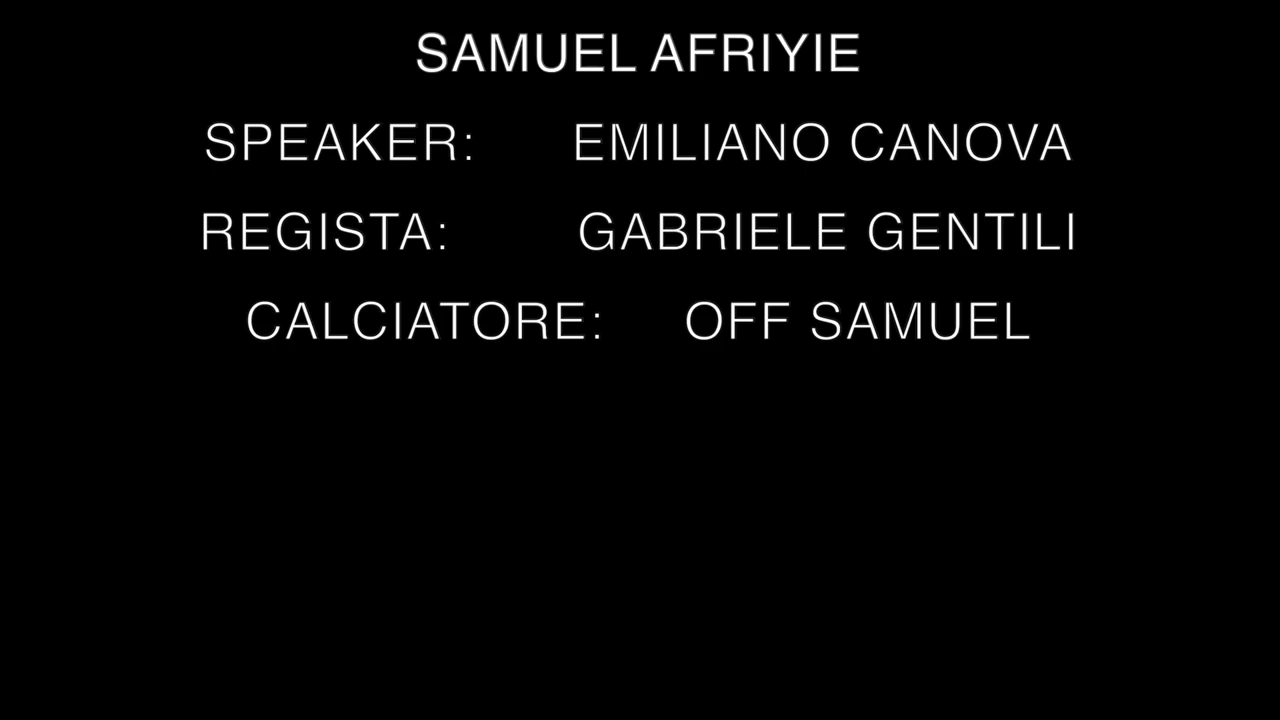 SAMUEL AFRIYIE
SPEAKER: EMILIANO CANOVA
REGISTA: GABRIELE GENTILI
CALCIATORE: OFF SAMUEL